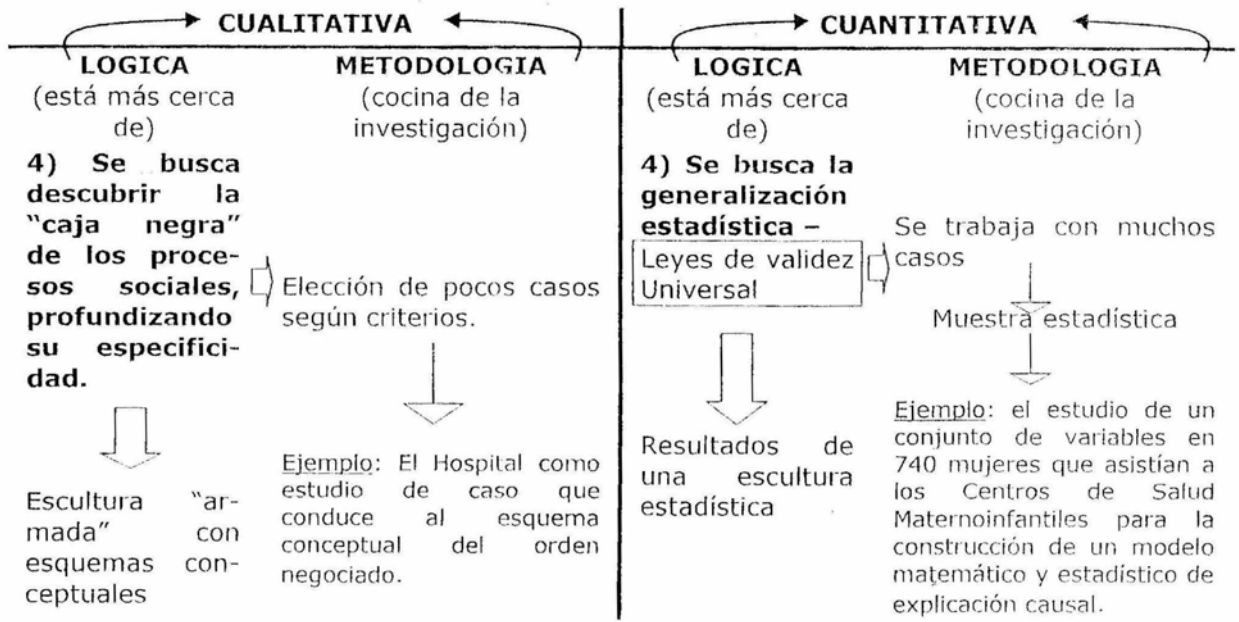 CUALITATIVA
LOGICA
(está más cerca
de)
4) Se busca
descubrir la
"caja negra"
de los proce-
sos sociales,
profundizando
su especifici-
dad.
Escultura "ar-
mada" con
esquemas con-
ceptuales
METODOLOGIA
(cocina de la
investigación)
Elección de pocos casos
según criterios.
Ejemplo: El Hospital como
estudio de caso que
conduce al esquema
conceptual del orden
negociado.
CUANTITATIVA
LOGICA
(está más cerca
de)
4) Se busca la
generalización
estadística –
Leyes de validez
Universal
Resultados de
una escultura
estadística
METODOLOGIA
(cocina de la
investigación)
Se trabaja con muchos
casos
Muestra estadística
Ejemplo: el estudio de un
conjunto de variables en
740 mujeres que asistían a
los Centros de Salud
Maternoinfantiles para la
construcción de un modelo
matemático y estadístico de
explicación causal.